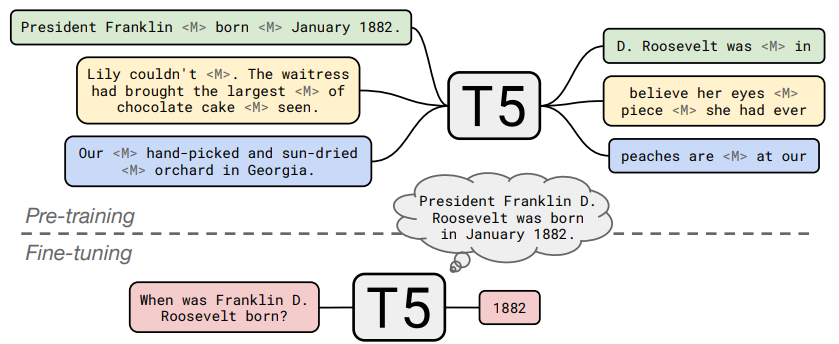 President Franklin <M> born <M> January 1882.
Lily couldn't <M>. The waitress
had brought the largest <M> of
chocolate cake <M> seen.
Our <M> hand-picked and sun-dried
<M> orchard in Georgia.
T5
D. Roosevelt was <M> in
believe her eyes <M>
piece <M> she had ever
peaches are <M> at our
President Franklin D.
Roosevelt was born
in January 1882.
Pre-training
Fine-tuning
When was Franklin D.
Roosevelt born?
T5
1882